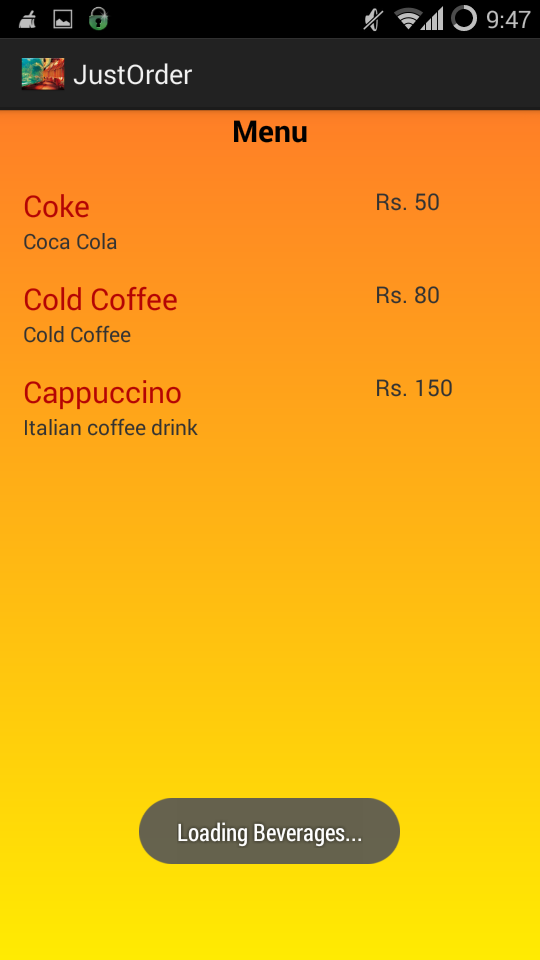 9:47
JustOrder
Menu
Coke Rs. 50
Coca Cola
Cold Coffee Rs. 80
Cold Coffee
Cappuccino Rs. 150
Italian coffee drink
Loading Beverages...